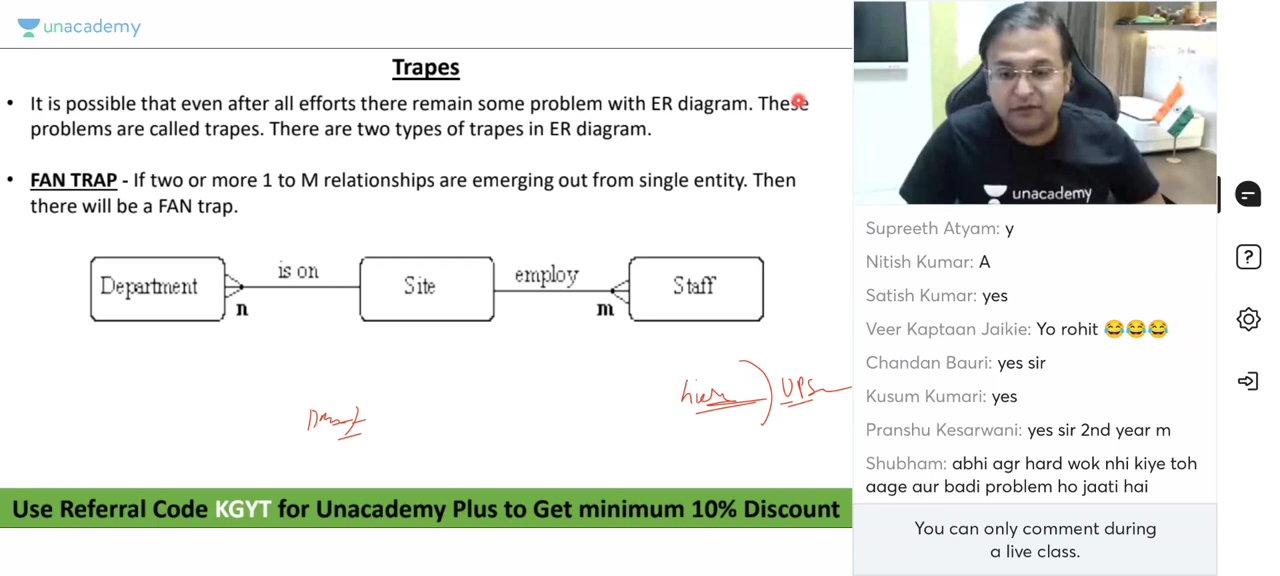 unacademy
Trapes
• It is possible that even after all efforts there remain some problem with ER diagram. These
problems are called trapes. There are two types of trapes in ER diagram.
• FAN TRAP - If two or more 1 to M relationships are emerging out from single entity. Then
there will be a FAN trap.
Department
n
is on
Site
employ
m
Staff
Use Referral Code KGYT for Unacademy Plus to Get minimum 10% Discount
unacademy
Supreeth Atyam: y
Nitish Kumar: A
Satish Kumar: yes
Veer Kaptaan Jaikie: Yo rohit 😂😂😂
Chandan Bauri: yes sir
Kusum Kumari: yes
Pranshu Kesarwani: yes sir 2nd year m
Shubham: abhi agr hard wok nhi kiye toh
aage aur badi problem ho jaati hai
You can only comment during
a live class.